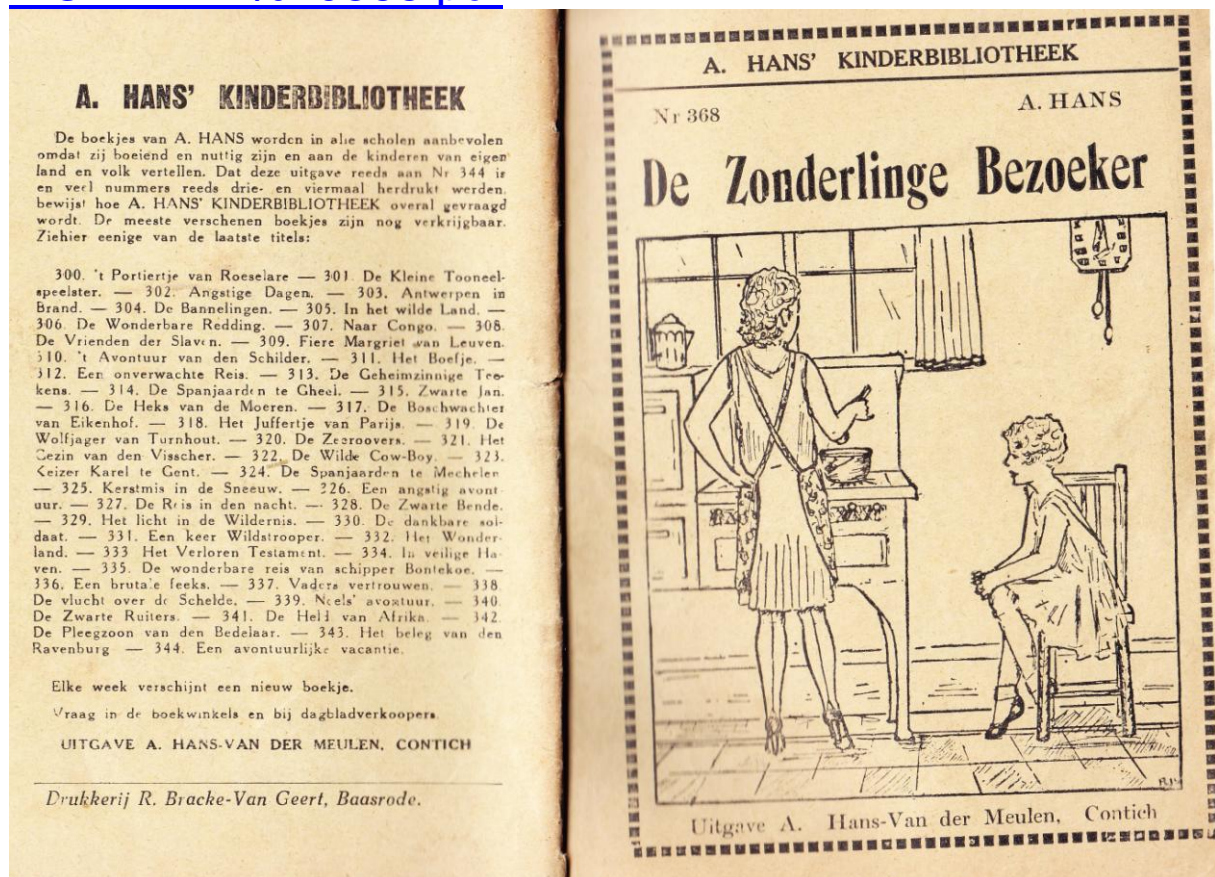 A. HANS' KINDERBIBLIOTHEEK
De boekjes van A. HANS worden in alle scholen aanbevolen
omdat zij boeiend en nuttig zijn en aan de kinderen van eigen
land en volk vertellen. Dat deze uitgave reeds aan Nr 344 is
en veel nummers reeds drie- en viermaal herdrukt werden,
bewijst hoe A. HANS' KINDERBIBLIOTHEEK overal gevraagd
wordt. De meeste verschenen boekjes zijn nog verkrijgbaar.
Ziehier eenige van de laatste titels:
300. 't Portiertje van Roeselare — 301. De Kleine Tooneel-
speelster. — 302. Angstige Dagen. — 303. Antwerpen in
Brand. — 304. De Bannelingen. — 305. In het wilde Land. —
306. De Wonderbare Redding. — 307. Naar Congo. — 308.
De Vrienden der Slaven. — 309. Fiere Margriet van Leuven.
310. 't Avontuur van den Schilder. — 311. Het Boefje. —
312. Een onverwachte Reis. — 313. De Geheimzinnige Tee-
kens. — 314. De Spanjaarden te Gheel. — 315. Zwarte Jan.
— 316. De Heks van de Moeren. — 317. De Boschwachter
van Eikenhof. — 318. Het Juffertje van Parijs. — 319. De
Wolfjager van Turnhout. — 320. De Zeeroovers. — 321. Het
Gezin van den Visscher. — 322. De Wilde Cow-Boy. — 323.
Keizer Karel te Gent. — 324. De Spanjaarden te Mechelen
— 325. Kerstmis in de Sneeuw. — 326. Een angstig avont
uur. — 327. De Reis in den nacht. — 328. De Zwarte Bende.
— 329. Het licht in de Wildernis. — 330. De dankbare sol-
daat. — 331. Een keer Wildstrooper. — 332. Het Wonder-
land. — 333 Het Verloren Testament. — 334. In veilige Ha-
ven. — 335. De wonderbare reis van schipper Bontekoe. —
336. Een brutale feeks. — 337. Vaders vertrouwen. — 338
De vlucht over de Schelde. — 339. Neels' avontuur. — 340.
De Zwarte Ruiters. — 341. De Held van Afrika. — 342.
De Pleegzoon van den Bedelaar. — 343. Het beleg van den
Ravenburg — 344. Een avontuurlijke vacantie.
Elke week verschijnt een nieuw boekje.
Vraag in de boekwinkels en bij dagbladverkoopers
UITGAVE A. HANS-VAN DER MEULEN, CONTICH
Drukkerij R. Bracke-Van Geert, Baasrode.
A. HANS' KINDERBIBLIOTHEEK
Nr 368 A. HANS
De Zonderlinge Bezoeker
Uitgave A. Hans-Van der Meulen, Contich